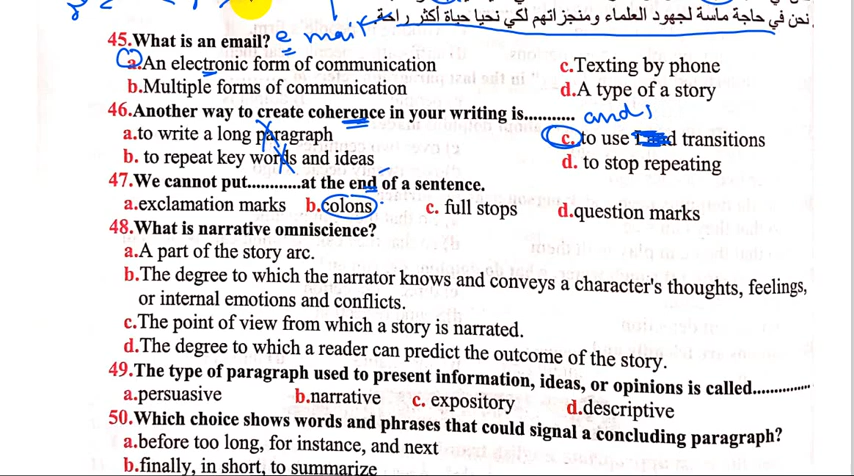 نحن في حاجة ماسة لجهود العلماء ومنجزاتهم لكي نحيا حياة أكثر راحة.
45.What is an email? e mail
a.An electronic form of communication
c.Texting by phone
b.Multiple forms of communication
d.A type of a story
46.Another way to create coherence in your writing is........... ands
a.to write a long paragraph
c.to use transitions
b. to repeat key words and ideas
d. to stop repeating
47.We cannot put............at the end of a sentence.
a.exclamation marks b.colons c. full stops d.question marks
48.What is narrative omniscience?
a.A part of the story arc.
b.The degree to which the narrator knows and conveys a character's thoughts, feelings,
or internal emotions and conflicts.
c.The point of view from which a story is narrated.
d.The degree to which a reader can predict the outcome of the story.
49.The type of paragraph used to present information, ideas, or opinions is called..............
a.persuasive b.narrative c. expository d.descriptive
50.Which choice shows words and phrases that could signal a concluding paragraph?
a.before too long, for instance, and next
b.finally, in short, to summarize